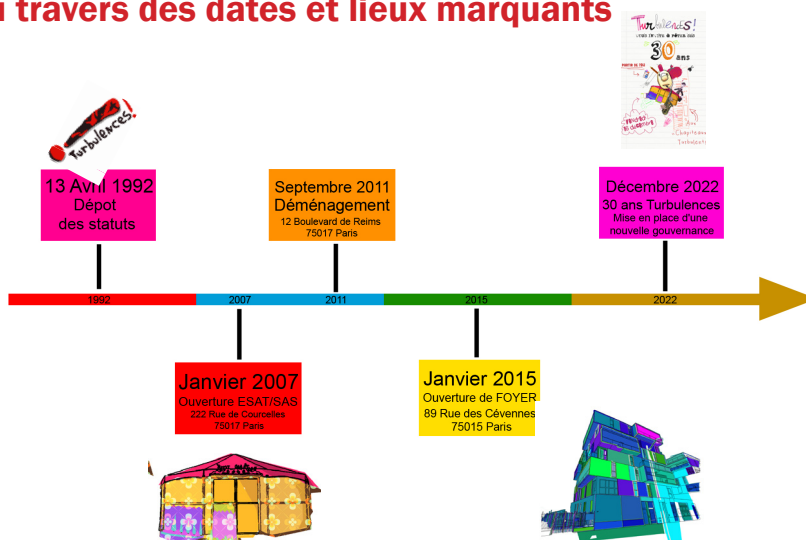 à travers des dates et lieux marquants
Turbulences!
30 ans
Chapiteau
Turbulences!
13 Avril 1992
Dépot
des statuts
Septembre 2011
Déménagement
12 Boulevard de Reims
75017 Paris
Décembre 2022
30 ans Turbulences
Mise en place d'une
nouvelle gouvernance
1992
2007
2011
2015
2022
Janvier 2007
Ouverture ESAT/SAS
222 Rue de Courcelles
75017 Paris
Janvier 2015
Ouverture de FOYER
89 Rue des Cévennes
75015 Paris